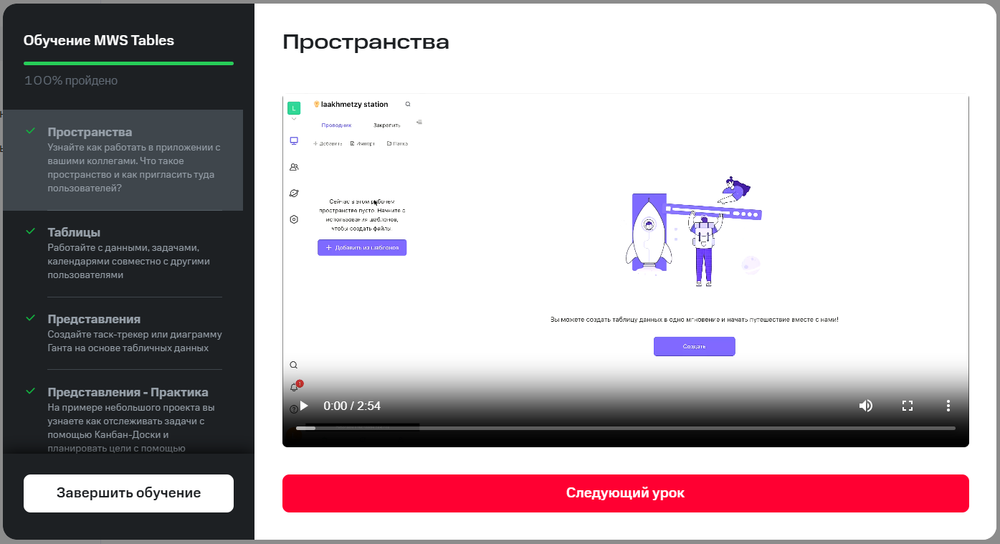 Обучение MWS Tables
100% пройдено
Пространства
Узнайте как работать в приложении с
вашими коллегами. Что такое
пространство и как пригласить туда
пользователей?
Таблицы
Работайте с данными, задачами,
календарями совместно с другими
пользователями
Представления
Создайте таск-трекер или диаграмму
Ганта на основе табличных данных
Представления - Практика
На примере небольшого проекта вы
узнаете как отслеживать задачи с
помощью Канбан-Доски и
планировать цели с помощью
Завершить обучение
Пространства
L
laakhmetzy station
Проводник
Закрепить
Добавить
Импорт
Папка
Сейчас в этом рабочем
пространстве пусто. Начните с
использования шаблонов,
чтобы создать файлы
+ Добавить из шаблонов
Вы можете создать таблицу данных в одно мгновение и начать путешествие вместе с нами!
Создать
1
0:00 / 2:54
Следующий урок